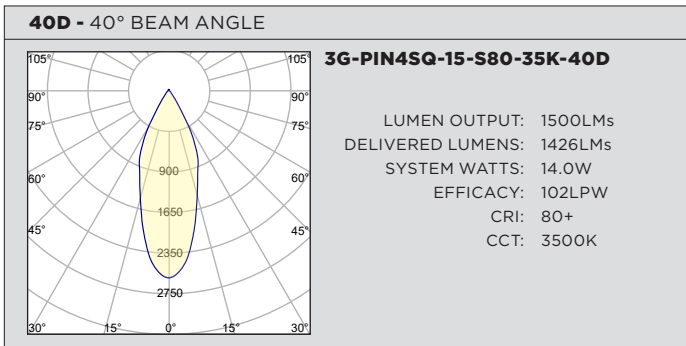 40D - 40° BEAM ANGLE
3G-PIN4SQ-15-S80-35K-40D
LUMEN OUTPUT: 1500LMs
DELIVERED LUMENS: 1426LMs
SYSTEM WATTS: 14.0W
EFFICACY: 102LPW
CRI: 80+
CCT: 3500K
105° 105°
90° 90°
75° 75°
900
60° 60°
1650
45° 45°
2350
2750
30° 15° 0° 15° 30°